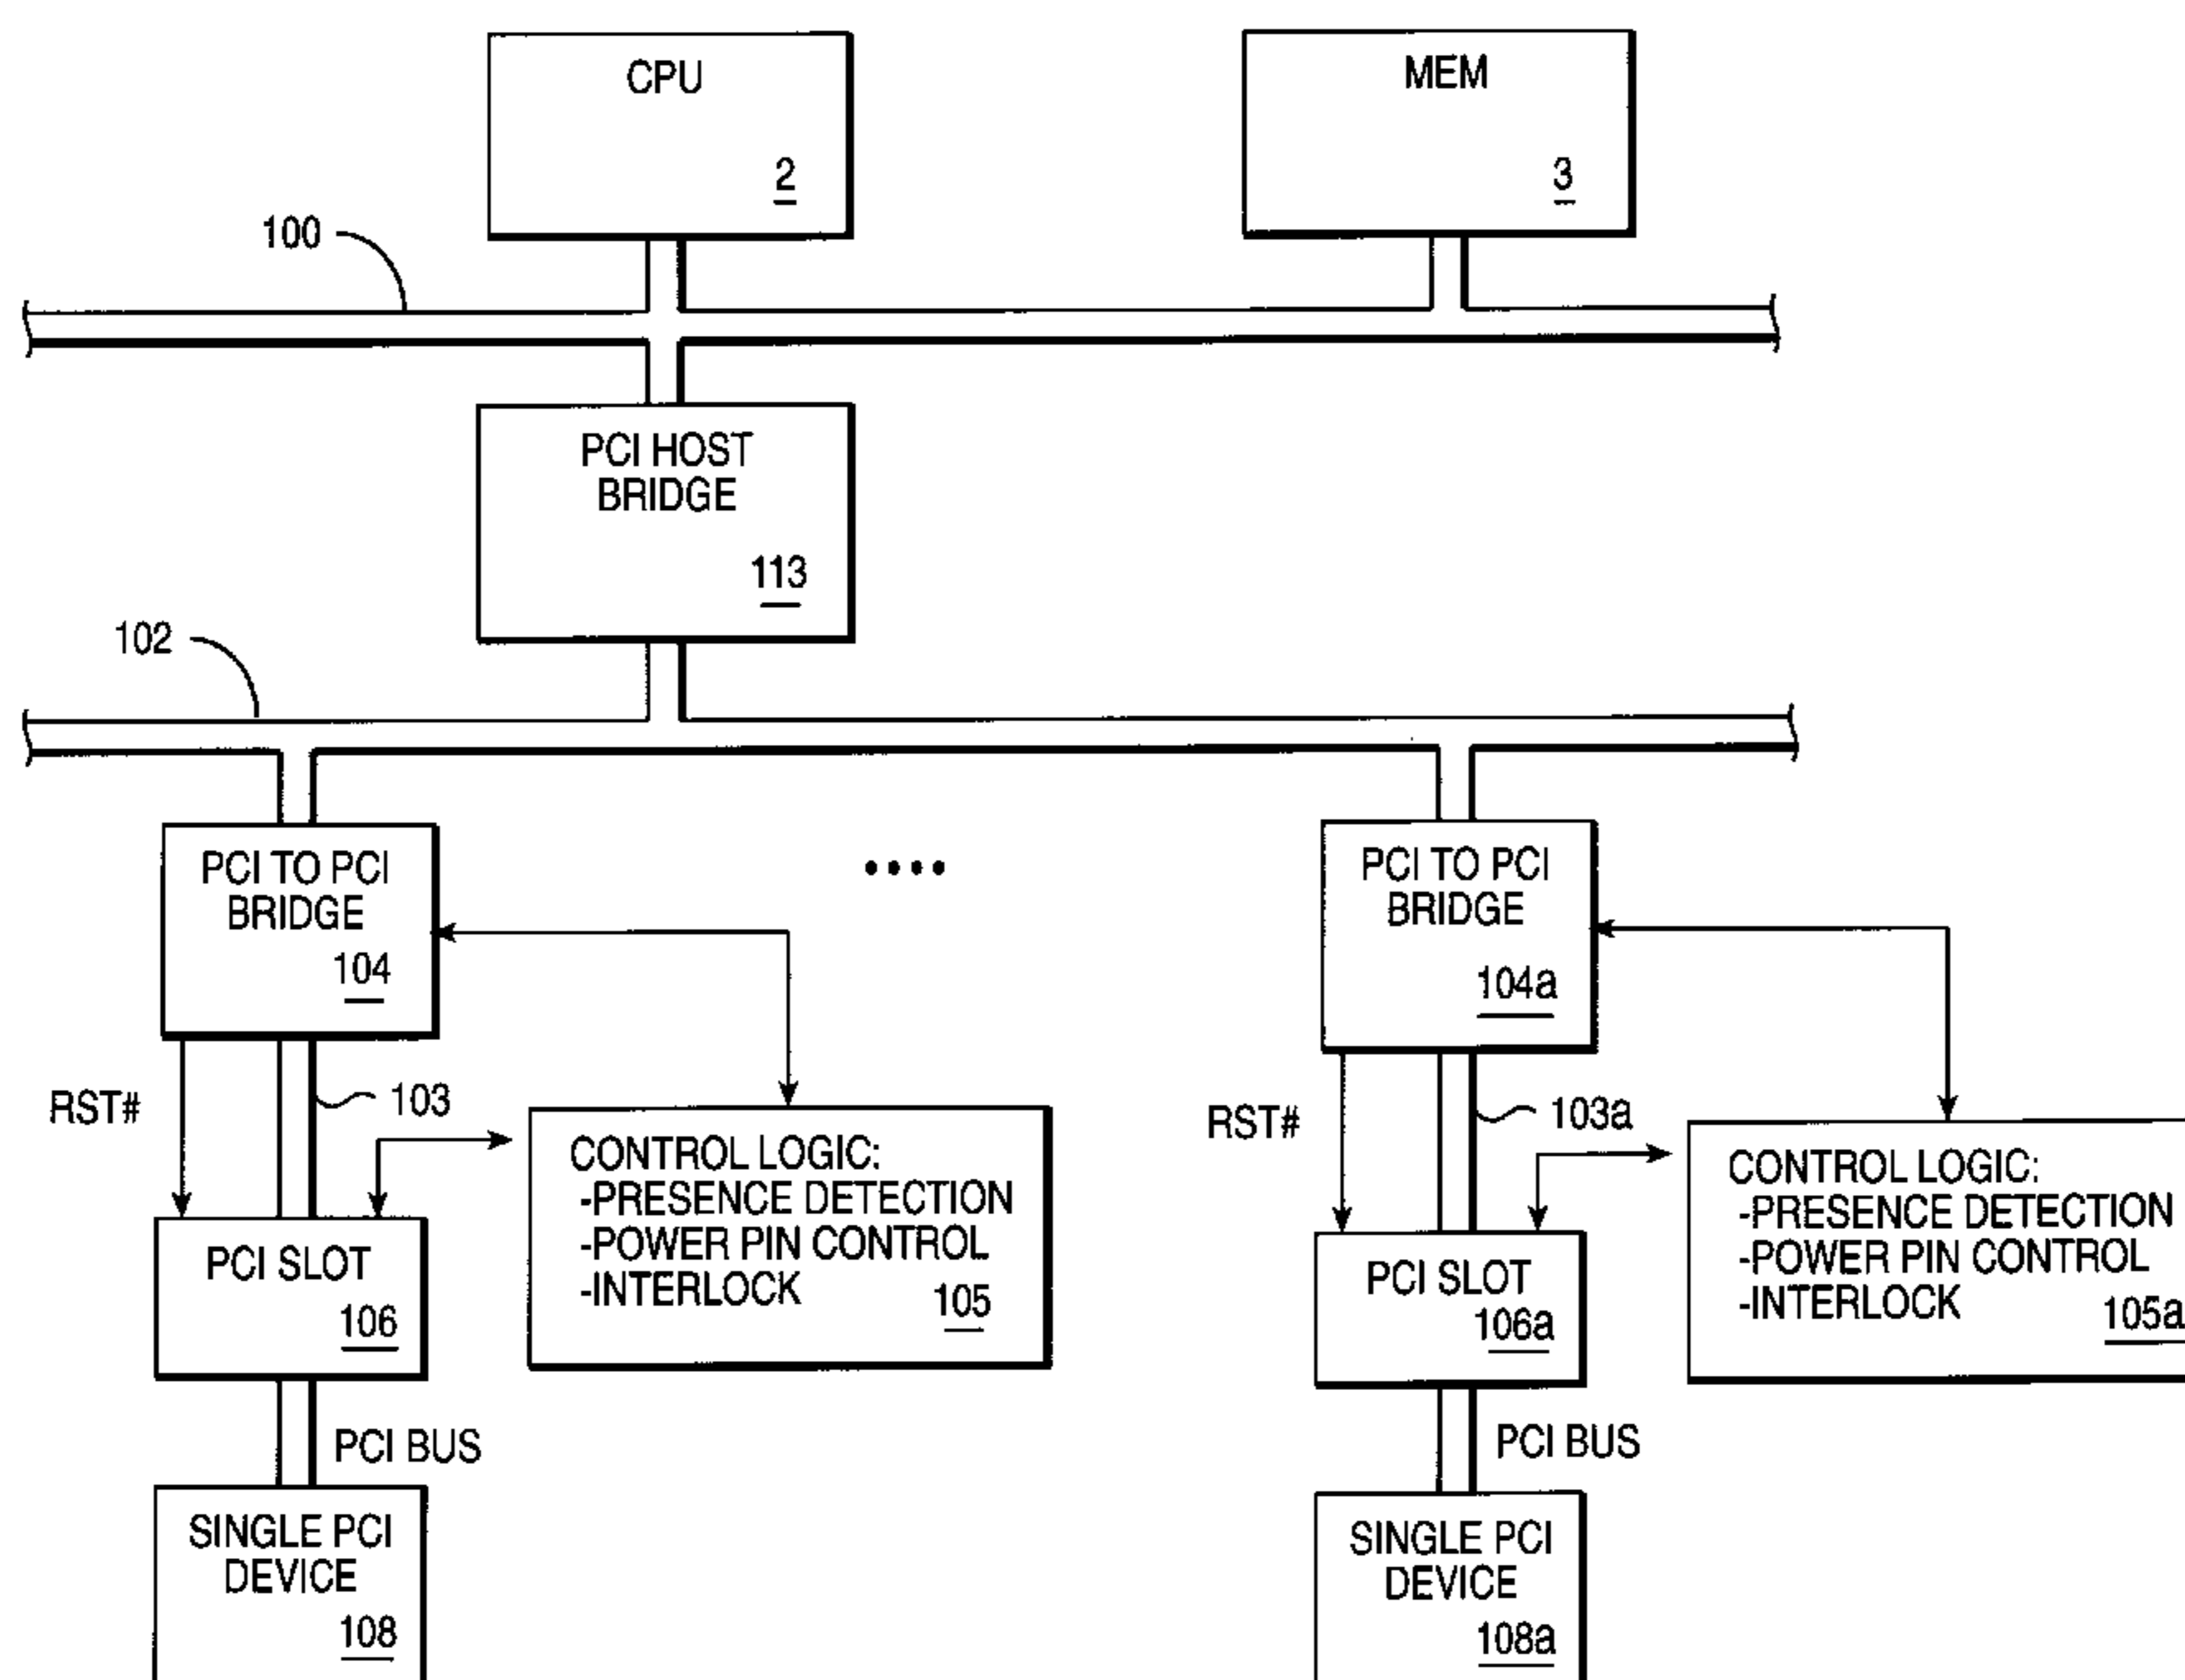 CPU
2
MEM
3
100
PCI HOST
BRIDGE
113
102
PCI TO PCI
BRIDGE
104
PCI TO PCI
BRIDGE
104a
RST#
103
CONTROL LOGIC:
-PRESENCE DETECTION
-POWER PIN CONTROL
-INTERLOCK
105
PCI SLOT
106
PCI BUS
SINGLE PCI
DEVICE
108
RST#
103a
CONTROL LOGIC:
-PRESENCE DETECTION
-POWER PIN CONTROL
-INTERLOCK
105a
PCI SLOT
106a
PCI BUS
SINGLE PCI
DEVICE
108a